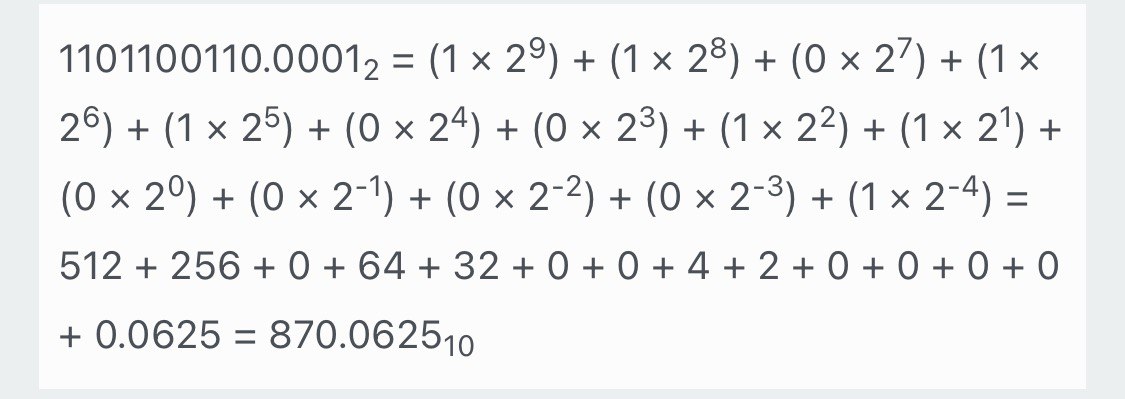 1101100110.0001₂ = (1 × 2⁹) + (1 × 2⁸) + (0 × 2⁷) + (1 ×
2⁶) + (1 × 2⁵) + (0 × 2⁴) + (0 × 2³) + (1 × 2²) + (1 × 2¹) +
(0 × 2⁰) + (0 × 2⁻¹) + (0 × 2⁻²) + (0 × 2⁻³) + (1 × 2⁻⁴) =
512 + 256 + 0 + 64 + 32 + 0 + 0 + 4 + 2 + 0 + 0 + 0 + 0
+ 0.0625 = 870.0625₁₀